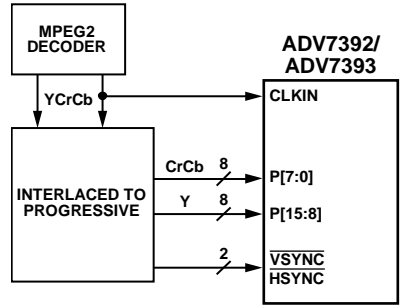 MPEG2
DECODER
ADV7392/
ADV7393
YCrCb
CLKIN
CrCb 8
P[7:0]
INTERLACED TO
PROGRESSIVE
Y 8
P[15:8]
2
VSYNC
HSYNC